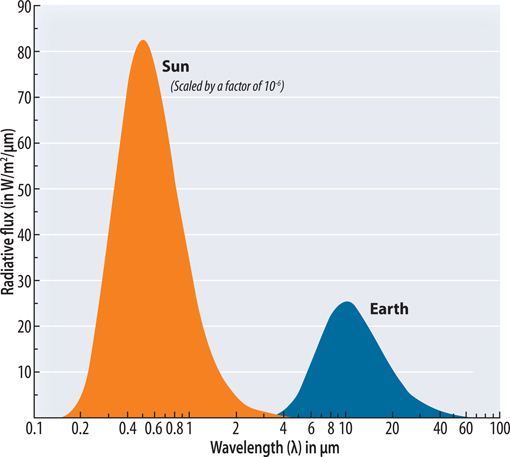 Radiative flux (in W/m²/µm)
90
80
70
60
50
40
30
20
10
Sun
(Scaled by a factor of 10⁻⁶)
Earth
0.1 0.2 0.4 0.6 0.8 1 2 4 6 8 10 20 40 60 100
Wavelength (λ) in µm